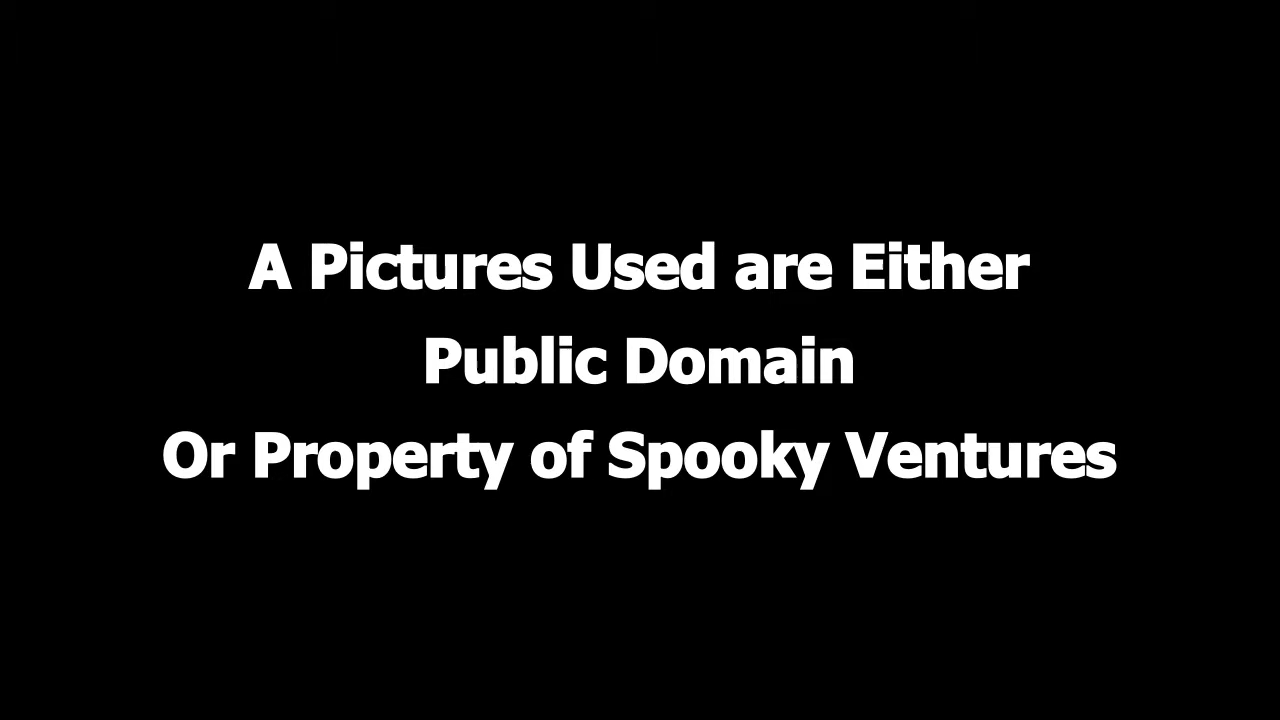 A Pictures Used are Either
Public Domain
Or Property of Spooky Ventures